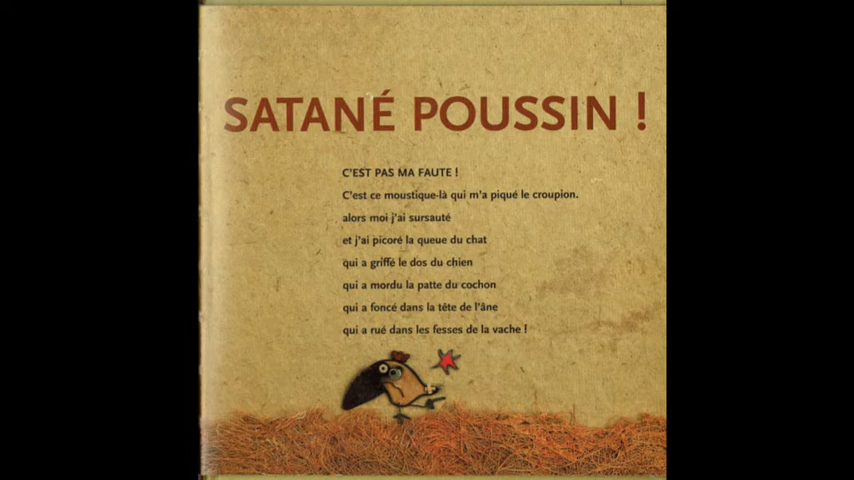 SATANÉ POUSSIN !
C'EST PAS MA FAUTE !
C'est ce moustique-là qui m'a piqué le croupion.
alors moi j'ai sursauté
et j'ai picoré la queue du chat
qui a griffé le dos du chien
qui a mordu la patte du cochon
qui a foncé dans la tête de l'âne
qui a rué dans les fesses de la vache !